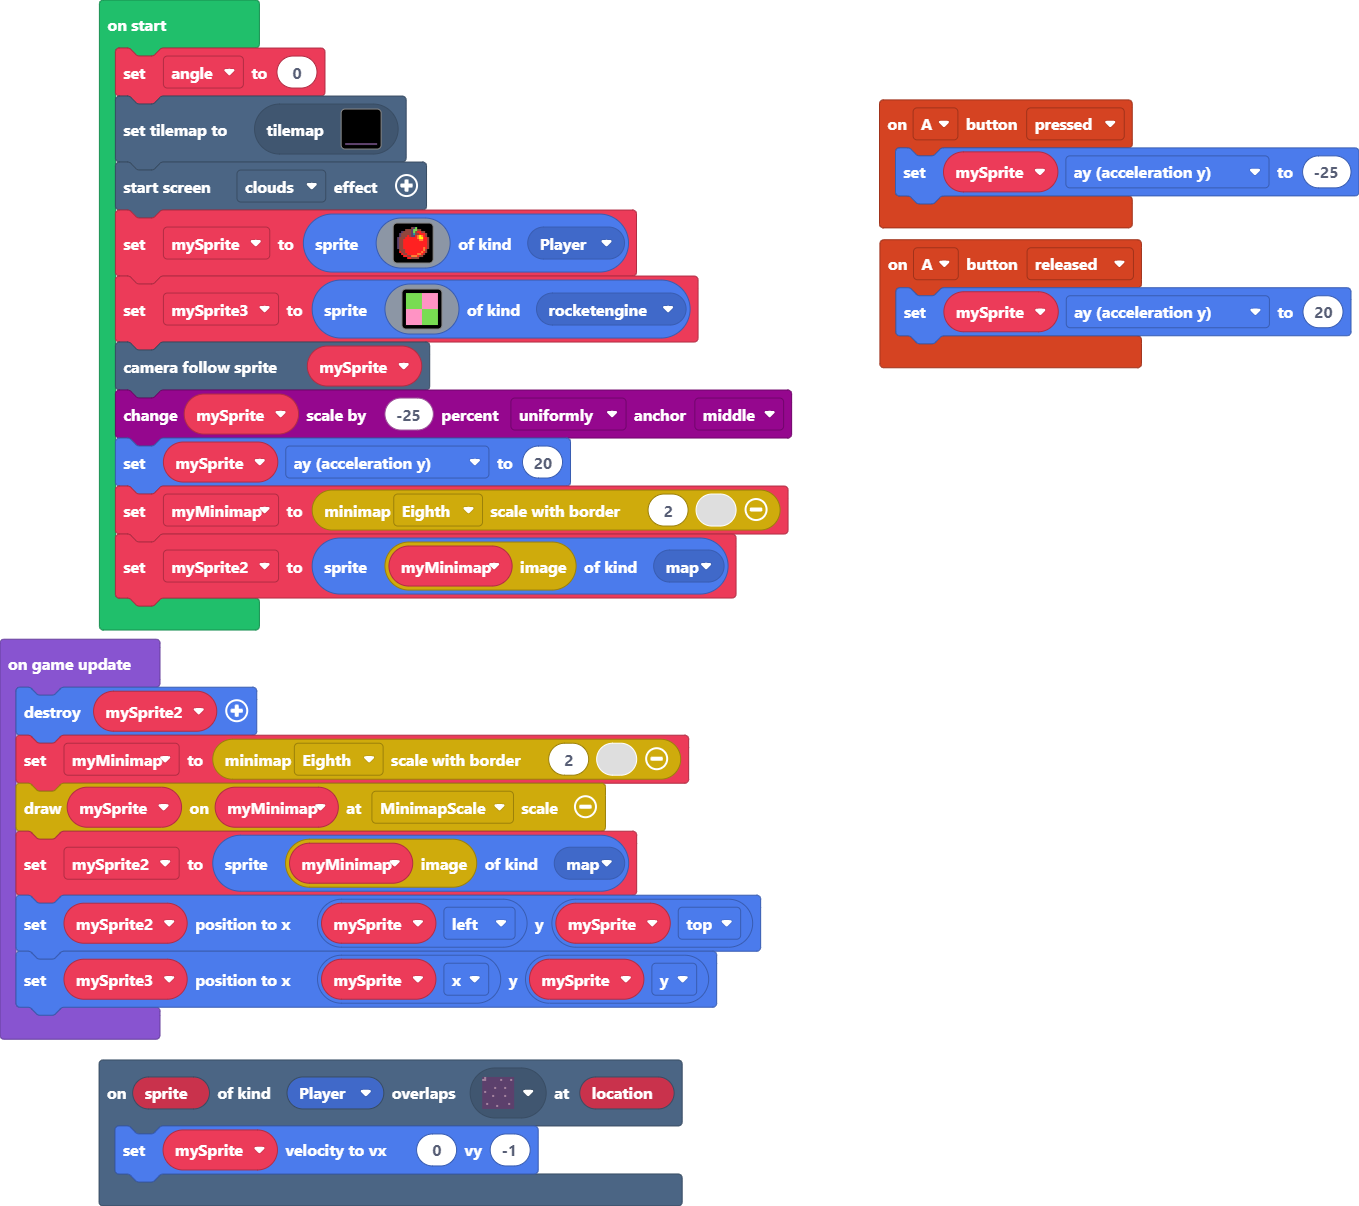 on start
set angle to 0
set tilemap to tilemap
start screen clouds effect
set mySprite to sprite of kind Player
set mySprite3 to sprite of kind rocketengine
camera follow sprite mySprite
change mySprite scale by -25 percent uniformly anchor middle
set mySprite ay (acceleration y) to 20
set myMinimap to minimap Eighth scale with border 2
set mySprite2 to sprite myMinimap image of kind map
on A button pressed
set mySprite ay (acceleration y) to -25
on A button released
set mySprite ay (acceleration y) to 20
on game update
destroy mySprite2
set myMinimap to minimap Eighth scale with border 2
draw mySprite on myMinimap at MinimapScale scale
set mySprite2 to sprite myMinimap image of kind map
set mySprite2 position to x mySprite left y mySprite top
set mySprite3 position to x mySprite x y mySprite y
on sprite of kind Player overlaps at location
set mySprite velocity to vx 0 vy -1